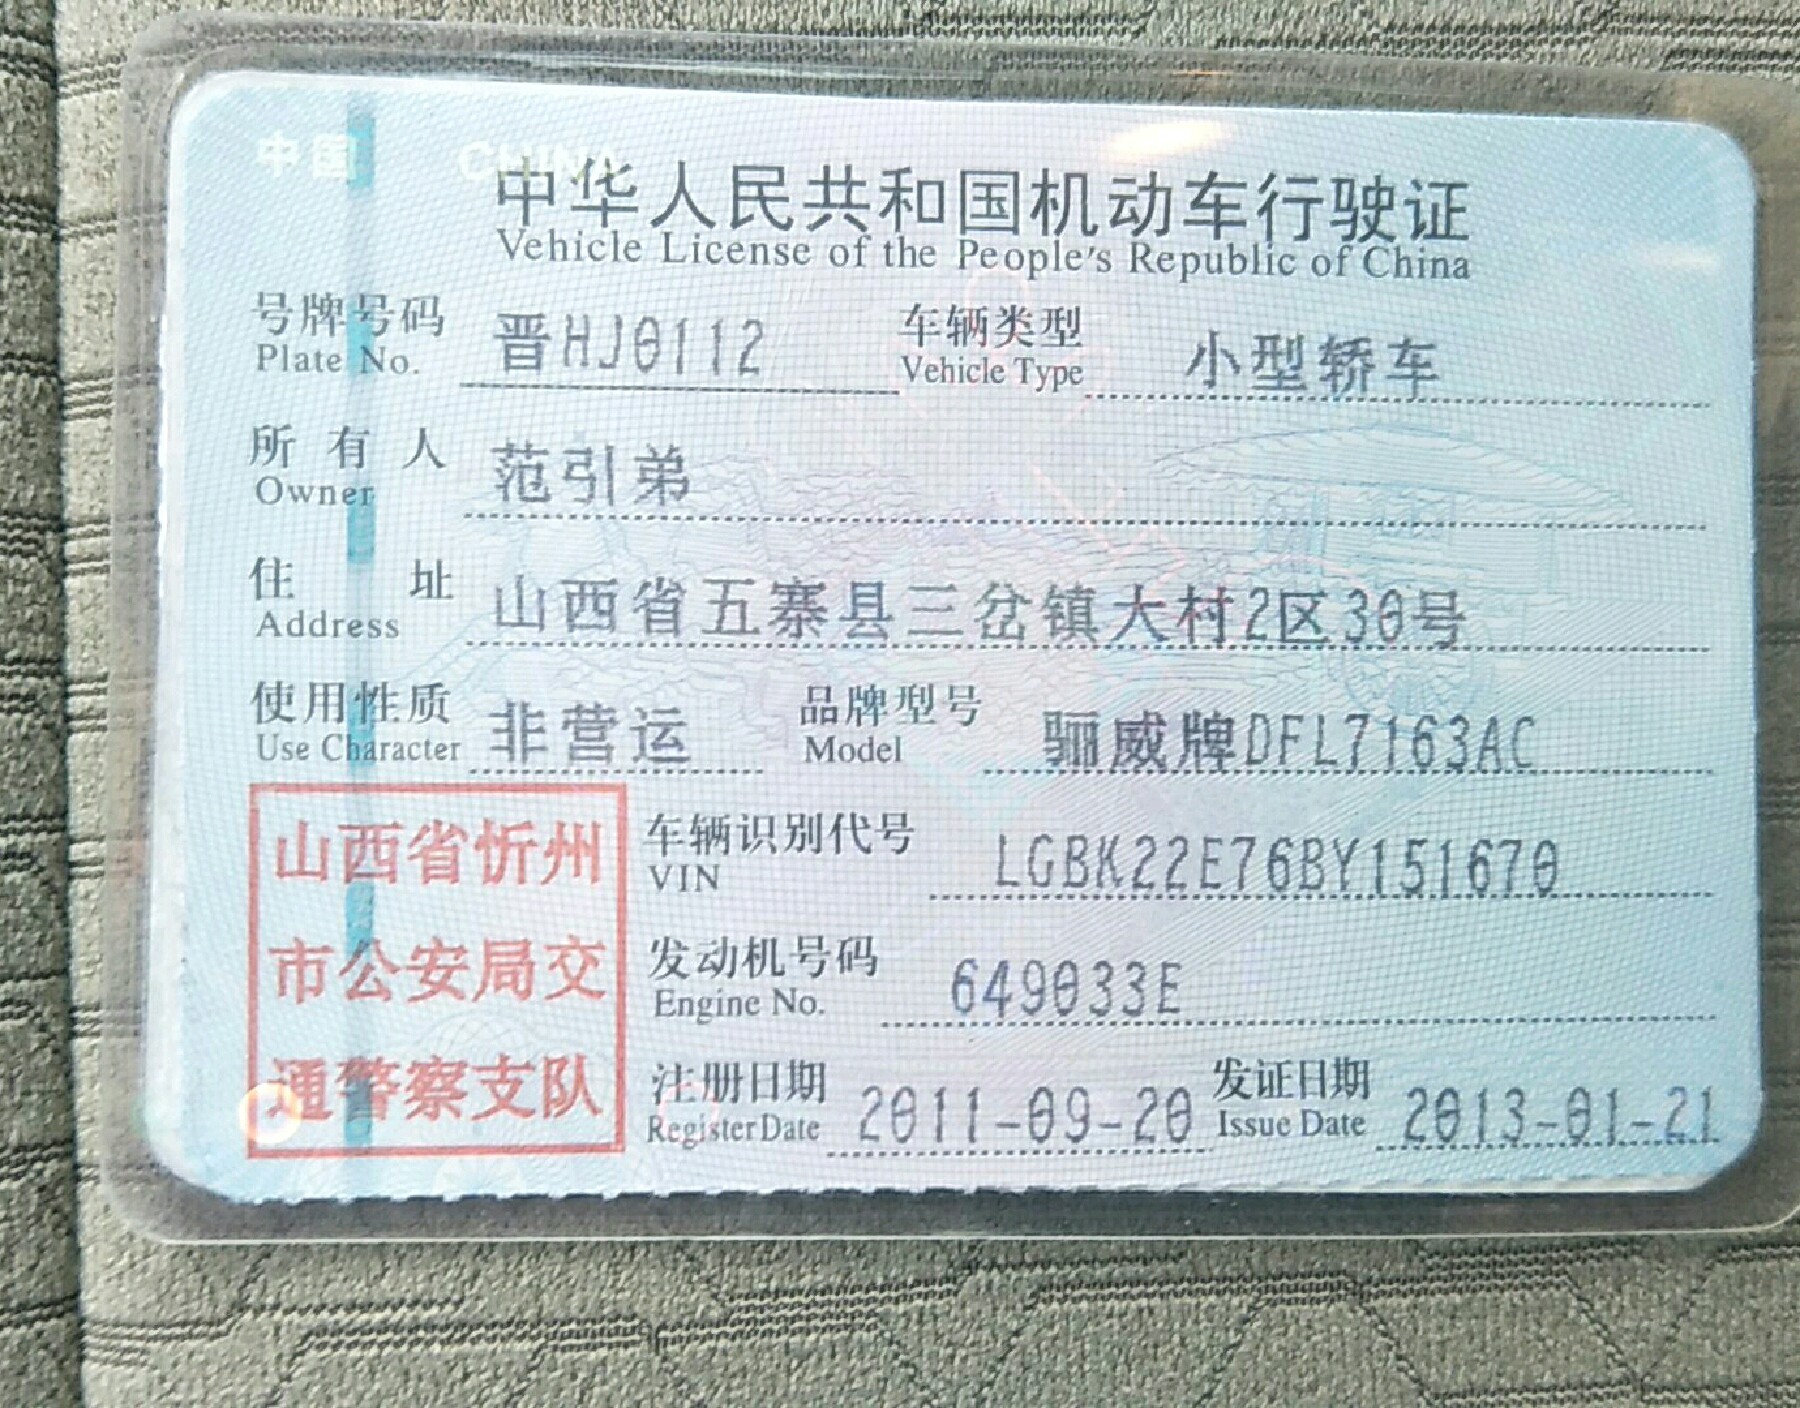 中国 CHINA
中华人民共和国机动车行驶证
Vehicle License of the People's Republic of China
号牌号码 晋HJ0112 车辆类型 小型轿车
Plate No. Vehicle Type
所有人 范引弟
Owner
住址 山西省五寨县三岔镇大村2区30号
Address
使用性质 非营运 品牌型号 骊威牌DFL7163AC
Use Character Model
山西省忻州
市公安局交
通警察支队
车辆识别代号 LGBK22E76BY151670
VIN
发动机号码 649033E
Engine No.
注册日期 2011-09-20 发证日期 2013-01-21
Register Date Issue Date